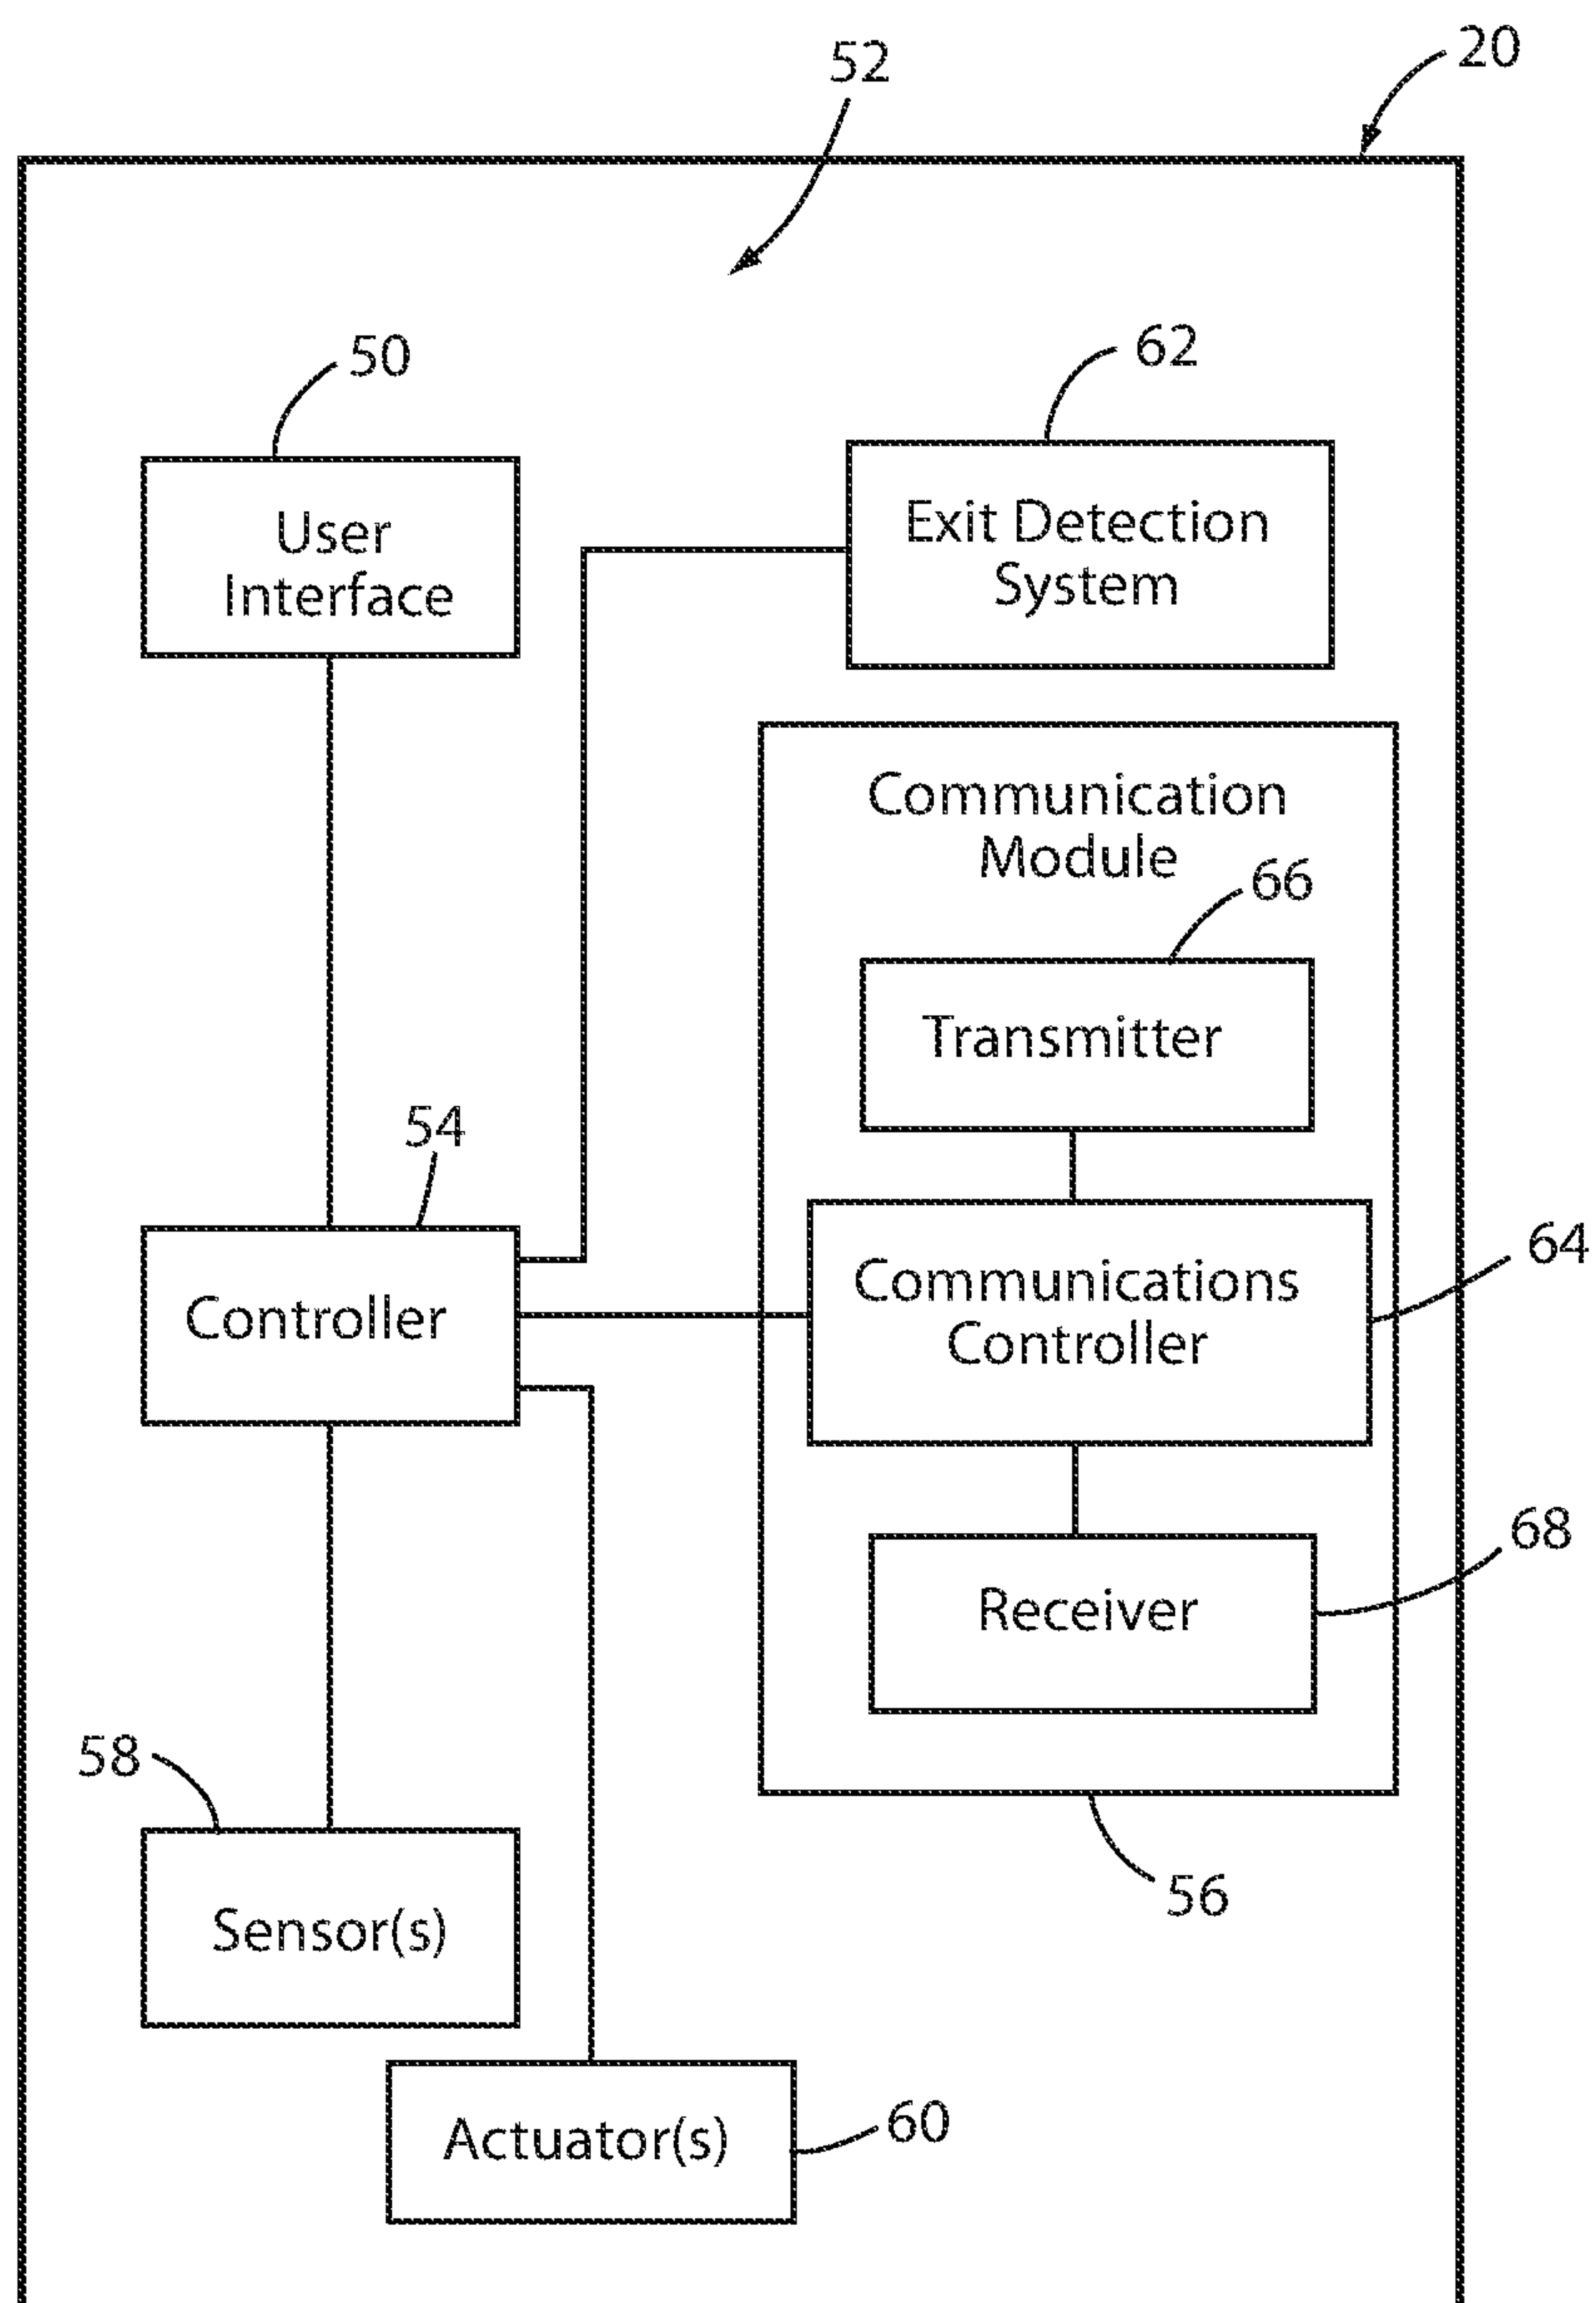 20
52
50
62
User
Interface
Exit Detection
System
Communication
Module
66
Transmitter
54
Controller
Communications
Controller
64
68
Receiver
58
Sensor(s)
56
Actuator(s)
60